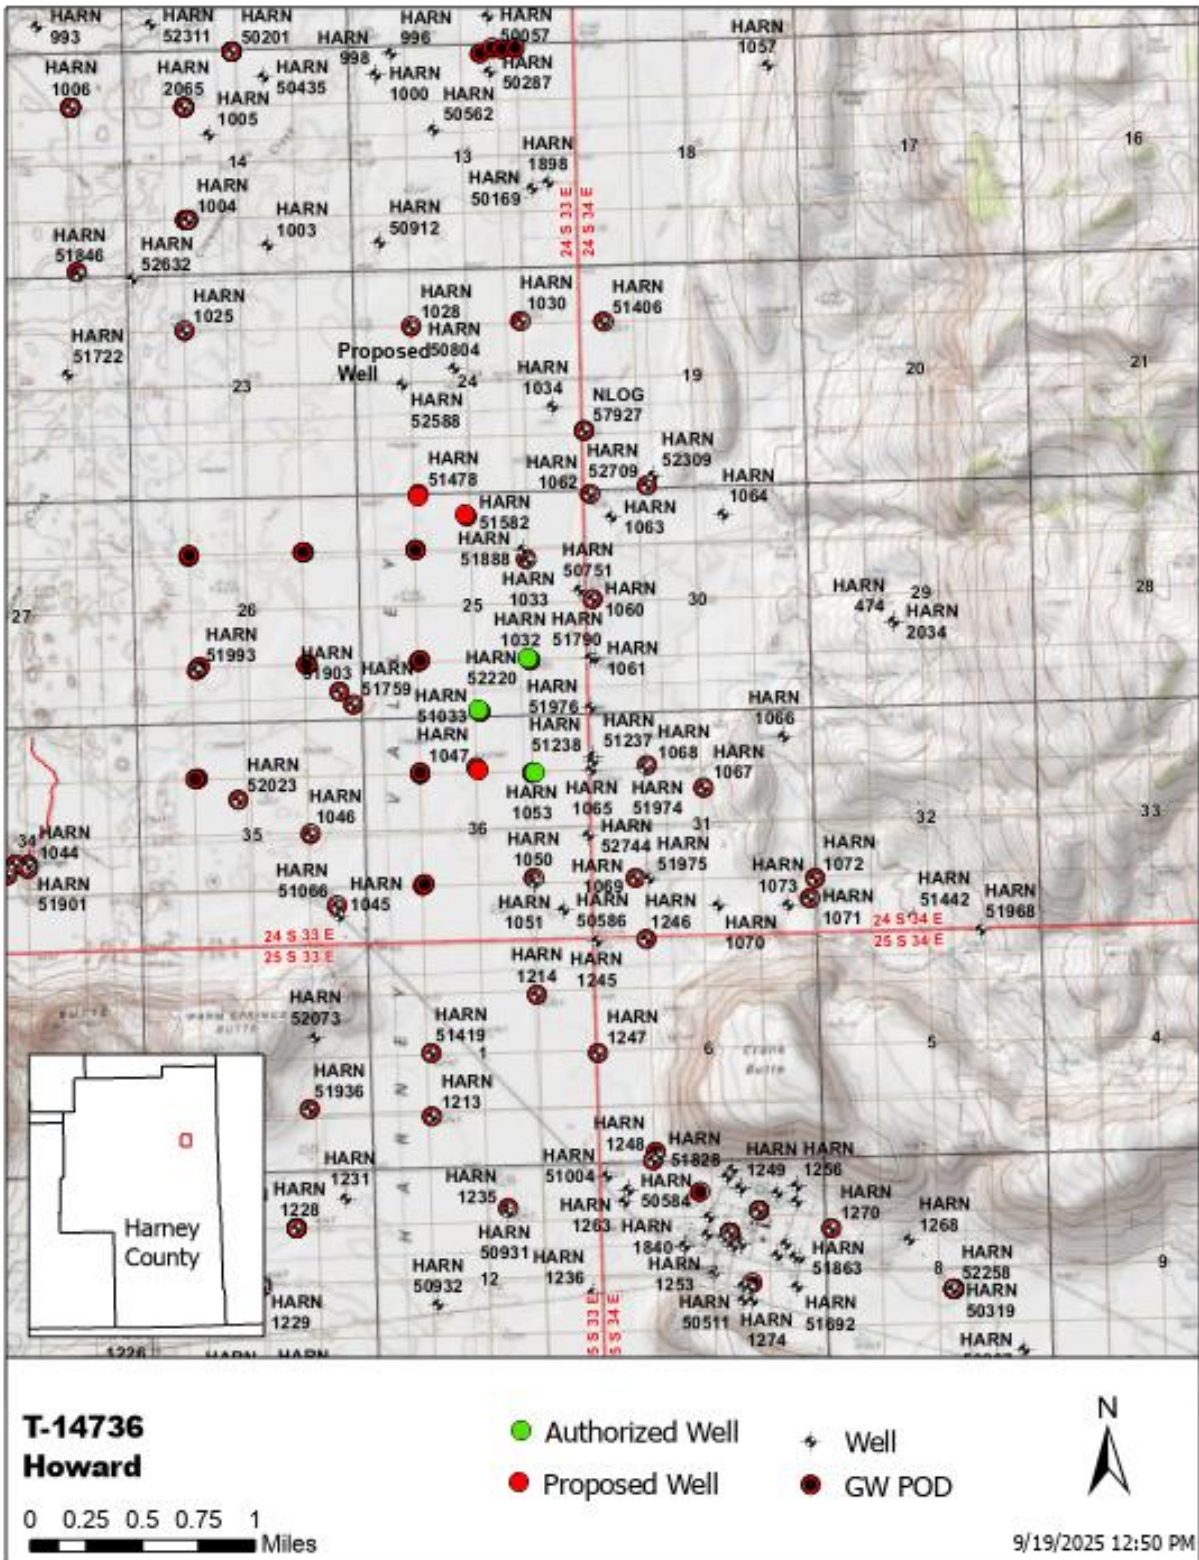 HARN
993
HARN
52311
HARN
50201
HARN
998
HARN
996
HARN
50057
HARN
1057
HARN
1006
HARN
2065
HARN
50435
HARN
1000
HARN
50287
HARN
1005
HARN
50562
14
13
HARN
1898
18
17
16
HARN
50169
HARN
1004
HARN
1003
HARN
50912
24 S 33 E
24 S 34 E
HARN
51846
HARN
52632
HARN
1025
HARN
1028
HARN
1030
HARN
51406
HARN
51722
HARN
50804
Proposed
Well
23
24
HARN
1034
19
20
21
HARN
52588
NLOG
57927
HARN
51478
HARN
1062
HARN
52709
HARN
52309
HARN
1064
HARN
51582
HARN
1063
HARN
51888
HARN
50751
HARN
1033
HARN
1060
27
26
25
30
HARN
474
29
HARN
2034
28
HARN
1032
HARN
51790
HARN
1061
HARN
51993
HARN
51903
HARN
51759
HARN
52220
HARN
51033
HARN
51976
HARN
1066
HARN
1047
HARN
51238
HARN
51237
HARN
1068
HARN
1067
HARN
52023
HARN
1046
HARN
1053
HARN
1065
HARN
51974
VALLEY
34
HARN
1044
35
36
31
32
33
HARN
51901
HARN
51066
HARN
1045
HARN
1050
HARN
52744
HARN
1069
HARN
51975
HARN
1073
HARN
1072
HARN
1071
HARN
51442
HARN
51968
HARN
1051
HARN
50586
HARN
1246
HARN
1070
24 S 33 E
25 S 33 E
24 S 34 E
25 S 34 E
HARN
1214
HARN
1245
WARM SPRINGS
BUTTE
BUTTE
HARN
52073
HARN
51419
1
HARN
1247
6
Crane
Butte
5
4
HARN
51936
HARN
1213
HARNEY
HARN
1248
HARN
51828
HARN
1249
HARN
1256
HARN
51004
HARN
50584
HARN
1231
HARN
1228
HARN
1235
HARN
1263
HARN
1270
HARN
1268
HARN
50931
HARN
1840
HARN
51863
HARN
50932
12
HARN
1236
HARN
1253
8
HARN
52258
HARN
50319
9
HARN
1229
HARN
50511
HARN
1274
HARN
51692
S 33 E
S 34 E
1226
HARN
HARN
HARN
Harney
County
T-14736
Howard
0 0.25 0.5 0.75 1
Miles
Authorized Well
Proposed Well
Well
GW POD
N
9/19/2025 12:50 PM